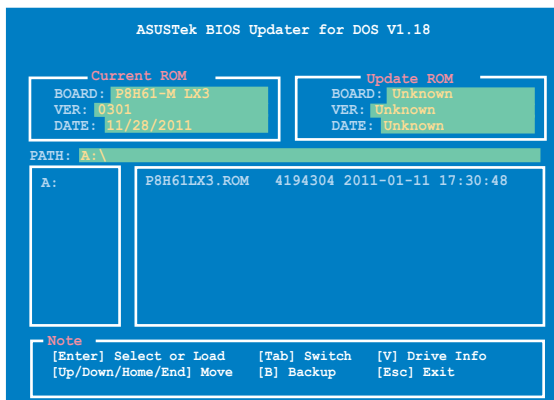 ASUSTek BIOS Updater for DOS V1.18
Current ROM
BOARD: P8H61-M LX3
VER: 0301
DATE: 11/28/2011
Update ROM
BOARD: Unknown
VER: Unknown
DATE: Unknown
PATH: A:\
A:
P8H61LX3.ROM 4194304 2011-01-11 17:30:48
Note
[Enter] Select or Load [Tab] Switch [V] Drive Info
[Up/Down/Home/End] Move [B] Backup [Esc] Exit